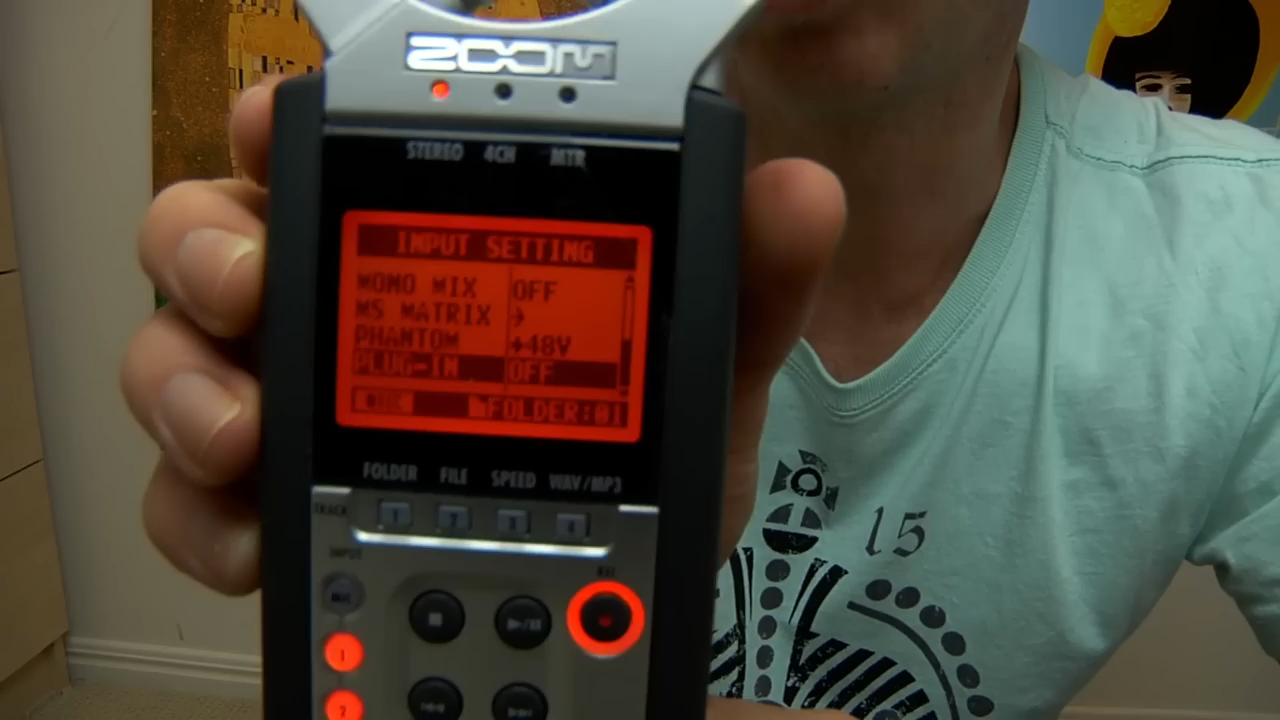 ZOOM
STEREO 4CH MTR
INPUT SETTING
MONO MIX OFF
MS MATRIX
PHANTOM +48V
PLUG-IN OFF
FOLDER:01
FOLDER FILE SPEED WAV/MP3
TRACK 1 2 3 4
INPUT
REC
MIC
1
2
15